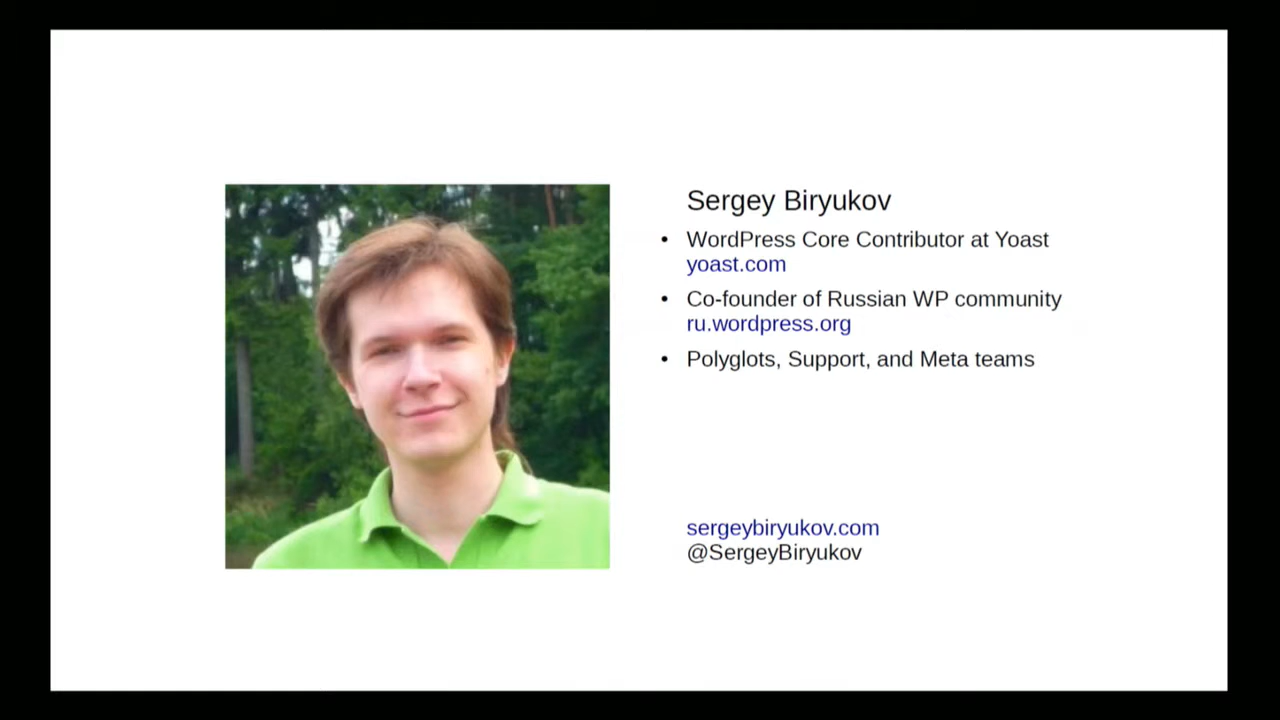 Sergey Biryukov
• WordPress Core Contributor at Yoast
yoast.com
• Co-founder of Russian WP community
ru.wordpress.org
• Polyglots, Support, and Meta teams
sergeybiryukov.com
@SergeyBiryukov